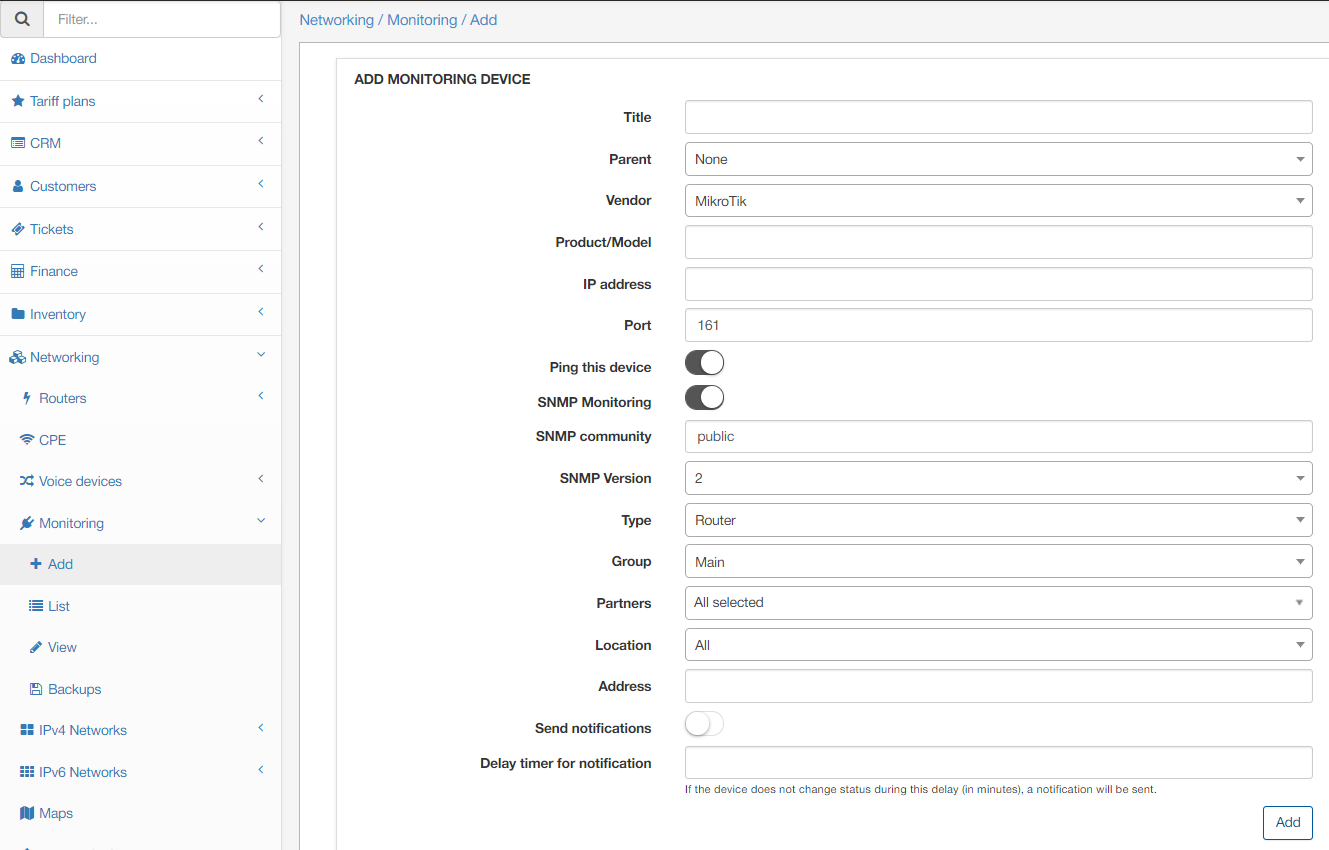 Filter...
Networking / Monitoring / Add
Dashboard
Tariff plans
CRM
Customers
Tickets
Finance
Inventory
Networking
Routers
CPE
Voice devices
Monitoring
Add
List
View
Backups
IPv4 Networks
IPv6 Networks
Maps
ADD MONITORING DEVICE
Title
Parent None
Vendor MikroTik
Product/Model
IP address
Port 161
Ping this device
SNMP Monitoring
SNMP community public
SNMP Version 2
Type Router
Group Main
Partners All selected
Location All
Address
Send notifications
Delay timer for notification
If the device does not change status during this delay (in minutes), a notification will be sent.
Add